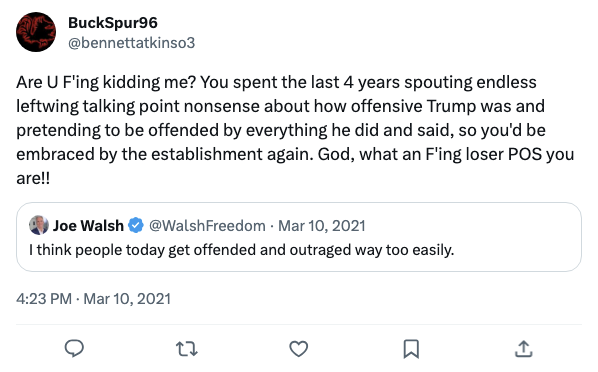 BuckSpur96
@bennettatkinso3
Are U F'ing kidding me? You spent the last 4 years spouting endless
leftwing talking point nonsense about how offensive Trump was and
pretending to be offended by everything he did and said, so you'd be
embraced by the establishment again. God, what an F'ing loser POS you
are!!
Joe Walsh @WalshFreedom · Mar 10, 2021
I think people today get offended and outraged way too easily.
4:23 PM · Mar 10, 2021